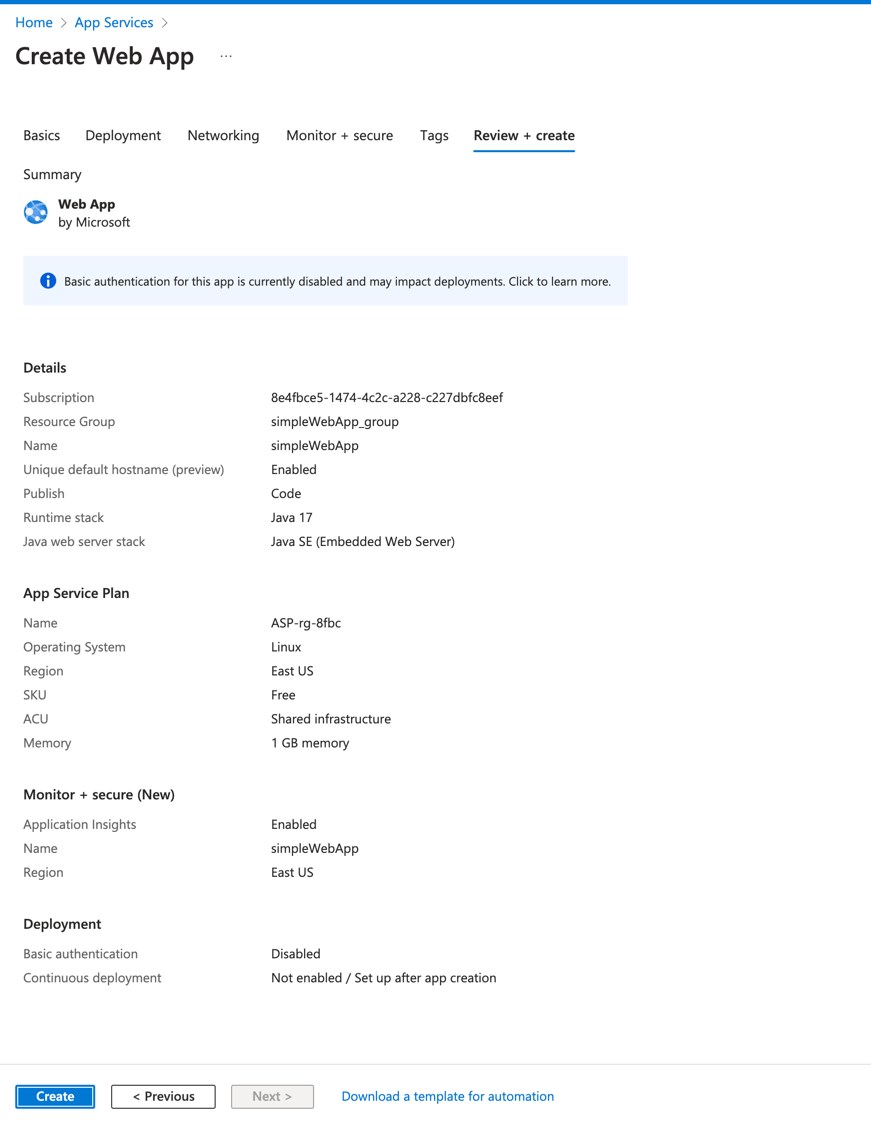 Home > App Services >
Create Web App ...
Basics Deployment Networking Monitor + secure Tags Review + create
Summary
Web App
by Microsoft
Basic authentication for this app is currently disabled and may impact deployments. Click to learn more.
Details
Subscription 8e4fbce5-1474-4c2c-a228-c227dbfc8eef
Resource Group simpleWebApp_group
Name simpleWebApp
Unique default hostname (preview) Enabled
Publish Code
Runtime stack Java 17
Java web server stack Java SE (Embedded Web Server)
App Service Plan
Name ASP-rg-8fbc
Operating System Linux
Region East US
SKU Free
ACU Shared infrastructure
Memory 1 GB memory
Monitor + secure (New)
Application Insights Enabled
Name simpleWebApp
Region East US
Deployment
Basic authentication Disabled
Continuous deployment Not enabled / Set up after app creation
Create < Previous Next > Download a template for automation